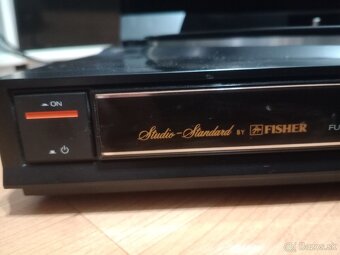 ON
Studio-Standard BY FISHER FU
bazos.sk